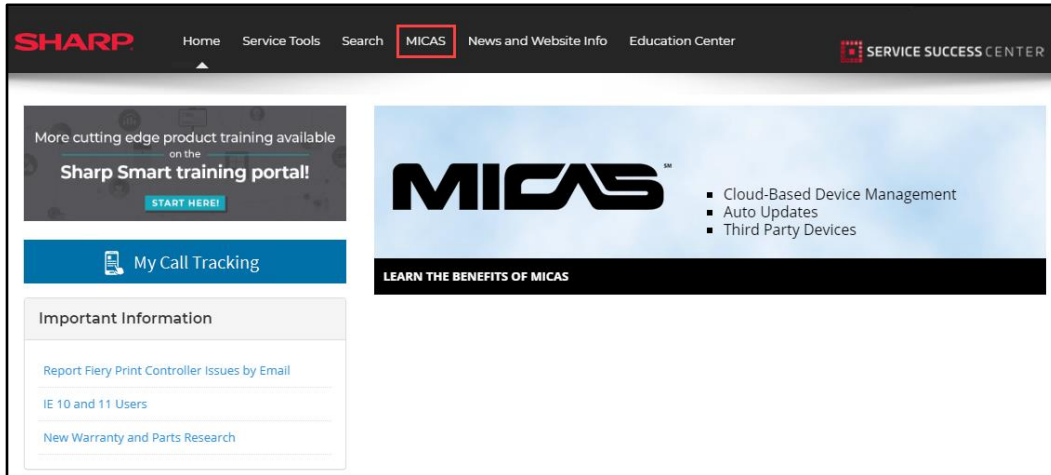 SHARP
Home Service Tools Search MICAS News and Website Info Education Center
SERVICE SUCCESS CENTER
More cutting edge product training available
on the
Sharp Smart training portal!
START HERE!
My Call Tracking
Important Information
Report Fiery Print Controller Issues by Email
IE 10 and 11 Users
New Warranty and Parts Research
MICAS℠
▪ Cloud-Based Device Management
▪ Auto Updates
▪ Third Party Devices
LEARN THE BENEFITS OF MICAS